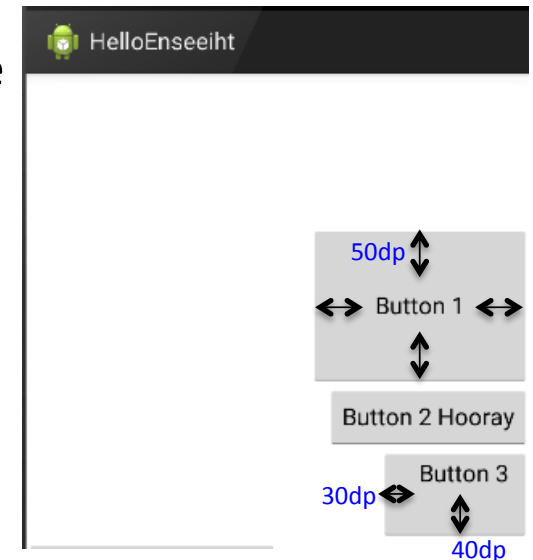 e
HelloEnseeiht
50dp
Button 1
Button 2 Hooray
Button 3
30dp
40dp